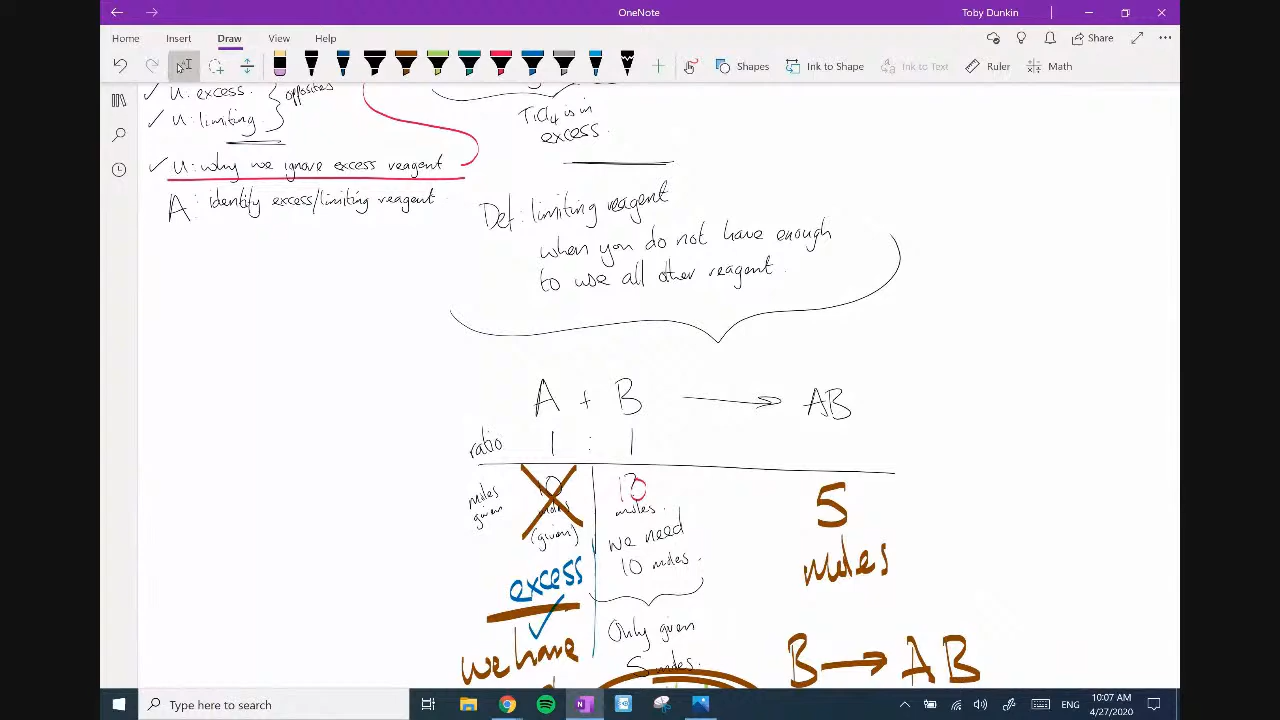 OneNote
Toby Dunkin
Home Insert Draw View Help
Share
Shapes Ink to Shape Ink to Text Ruler Math
U: excess.
U: limiting
opposites
U: why we ignore excess reagent
A: identify excess/limiting reagent
TiCl4 is in
excess.
Def: limiting reagent
when you do not have enough
to use all other reagent.
A + B → AB
ratio 1 : 1
moles
given
10
moles
(given)
excess
we have
10
moles.
we need
10 moles.
Only given
5 moles.
5
moles
B → AB
Type here to search
ENG
10:07 AM
4/27/2020